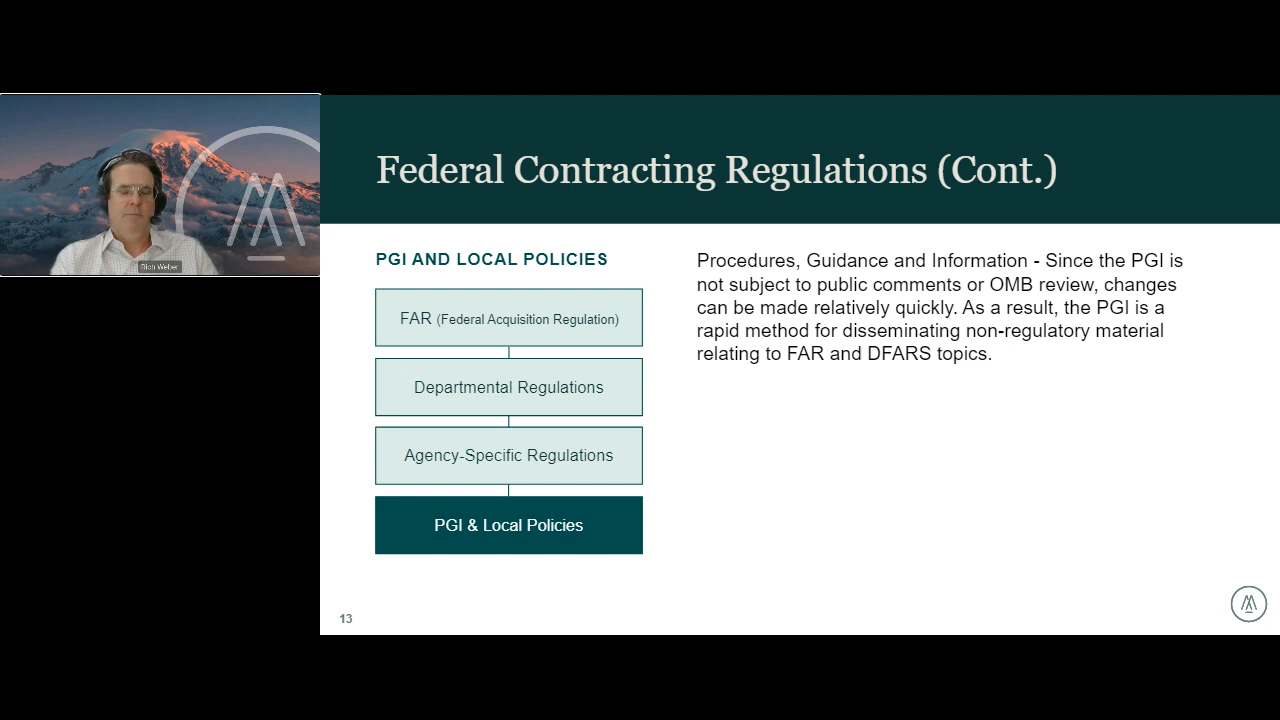 Rich Weber
Federal Contracting Regulations (Cont.)
PGI AND LOCAL POLICIES
FAR (Federal Acquisition Regulation)
Departmental Regulations
Agency-Specific Regulations
PGI & Local Policies
Procedures, Guidance and Information - Since the PGI is
not subject to public comments or OMB review, changes
can be made relatively quickly. As a result, the PGI is a
rapid method for disseminating non-regulatory material
relating to FAR and DFARS topics.
13